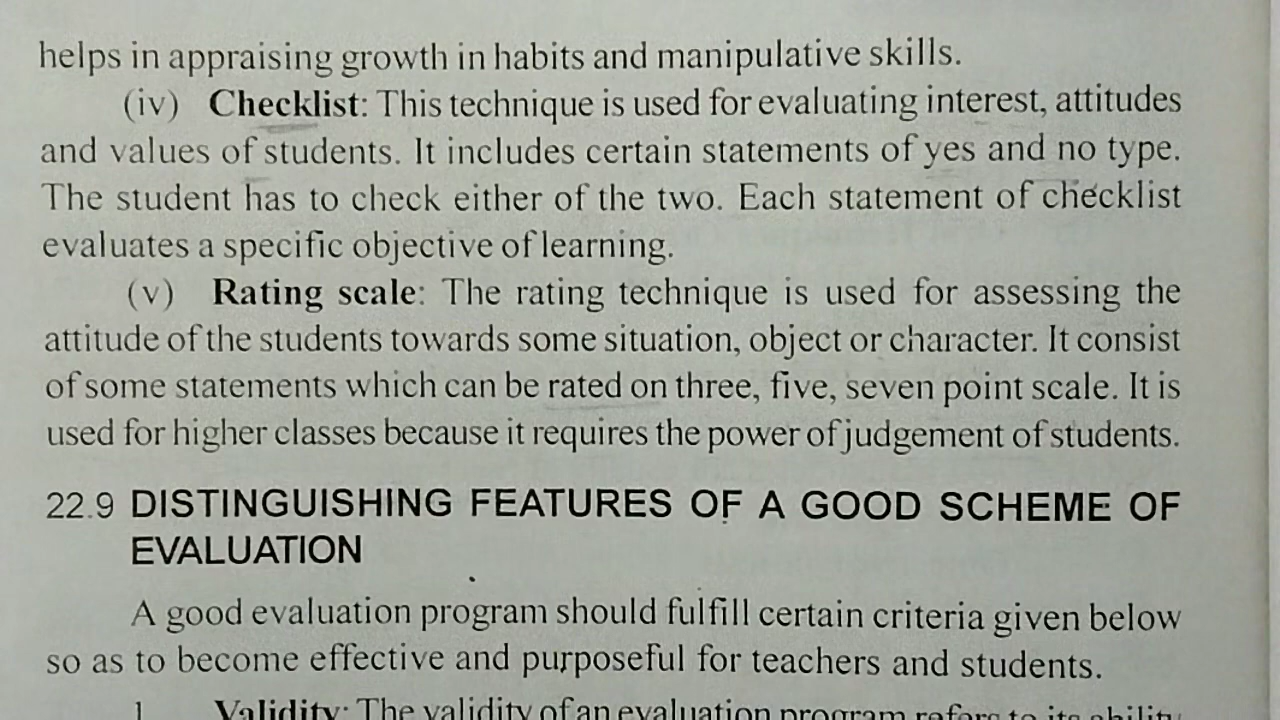 helps in appraising growth in habits and manipulative skills.
(iv) Checklist: This technique is used for evaluating interest, attitudes
and values of students. It includes certain statements of yes and no type.
The student has to check either of the two. Each statement of checklist
evaluates a specific objective of learning.
(v) Rating scale: The rating technique is used for assessing the
attitude of the students towards some situation, object or character. It consist
of some statements which can be rated on three, five, seven point scale. It is
used for higher classes because it requires the power of judgement of students.
22.9 DISTINGUISHING FEATURES OF A GOOD SCHEME OF
EVALUATION
A good evaluation program should fulfill certain criteria given below
so as to become effective and purposeful for teachers and students.
1. Validity: The validity of an evaluation program refers to its ability